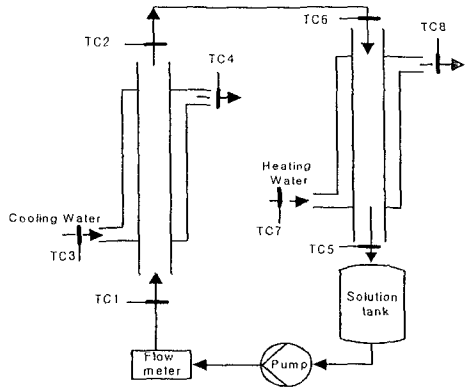 TC6
TC8
TC2
TC4
Heating
Water
Cooling Water
TC7
TC3
TC5
TC1
Solution
tank
Flow
meter
Pump